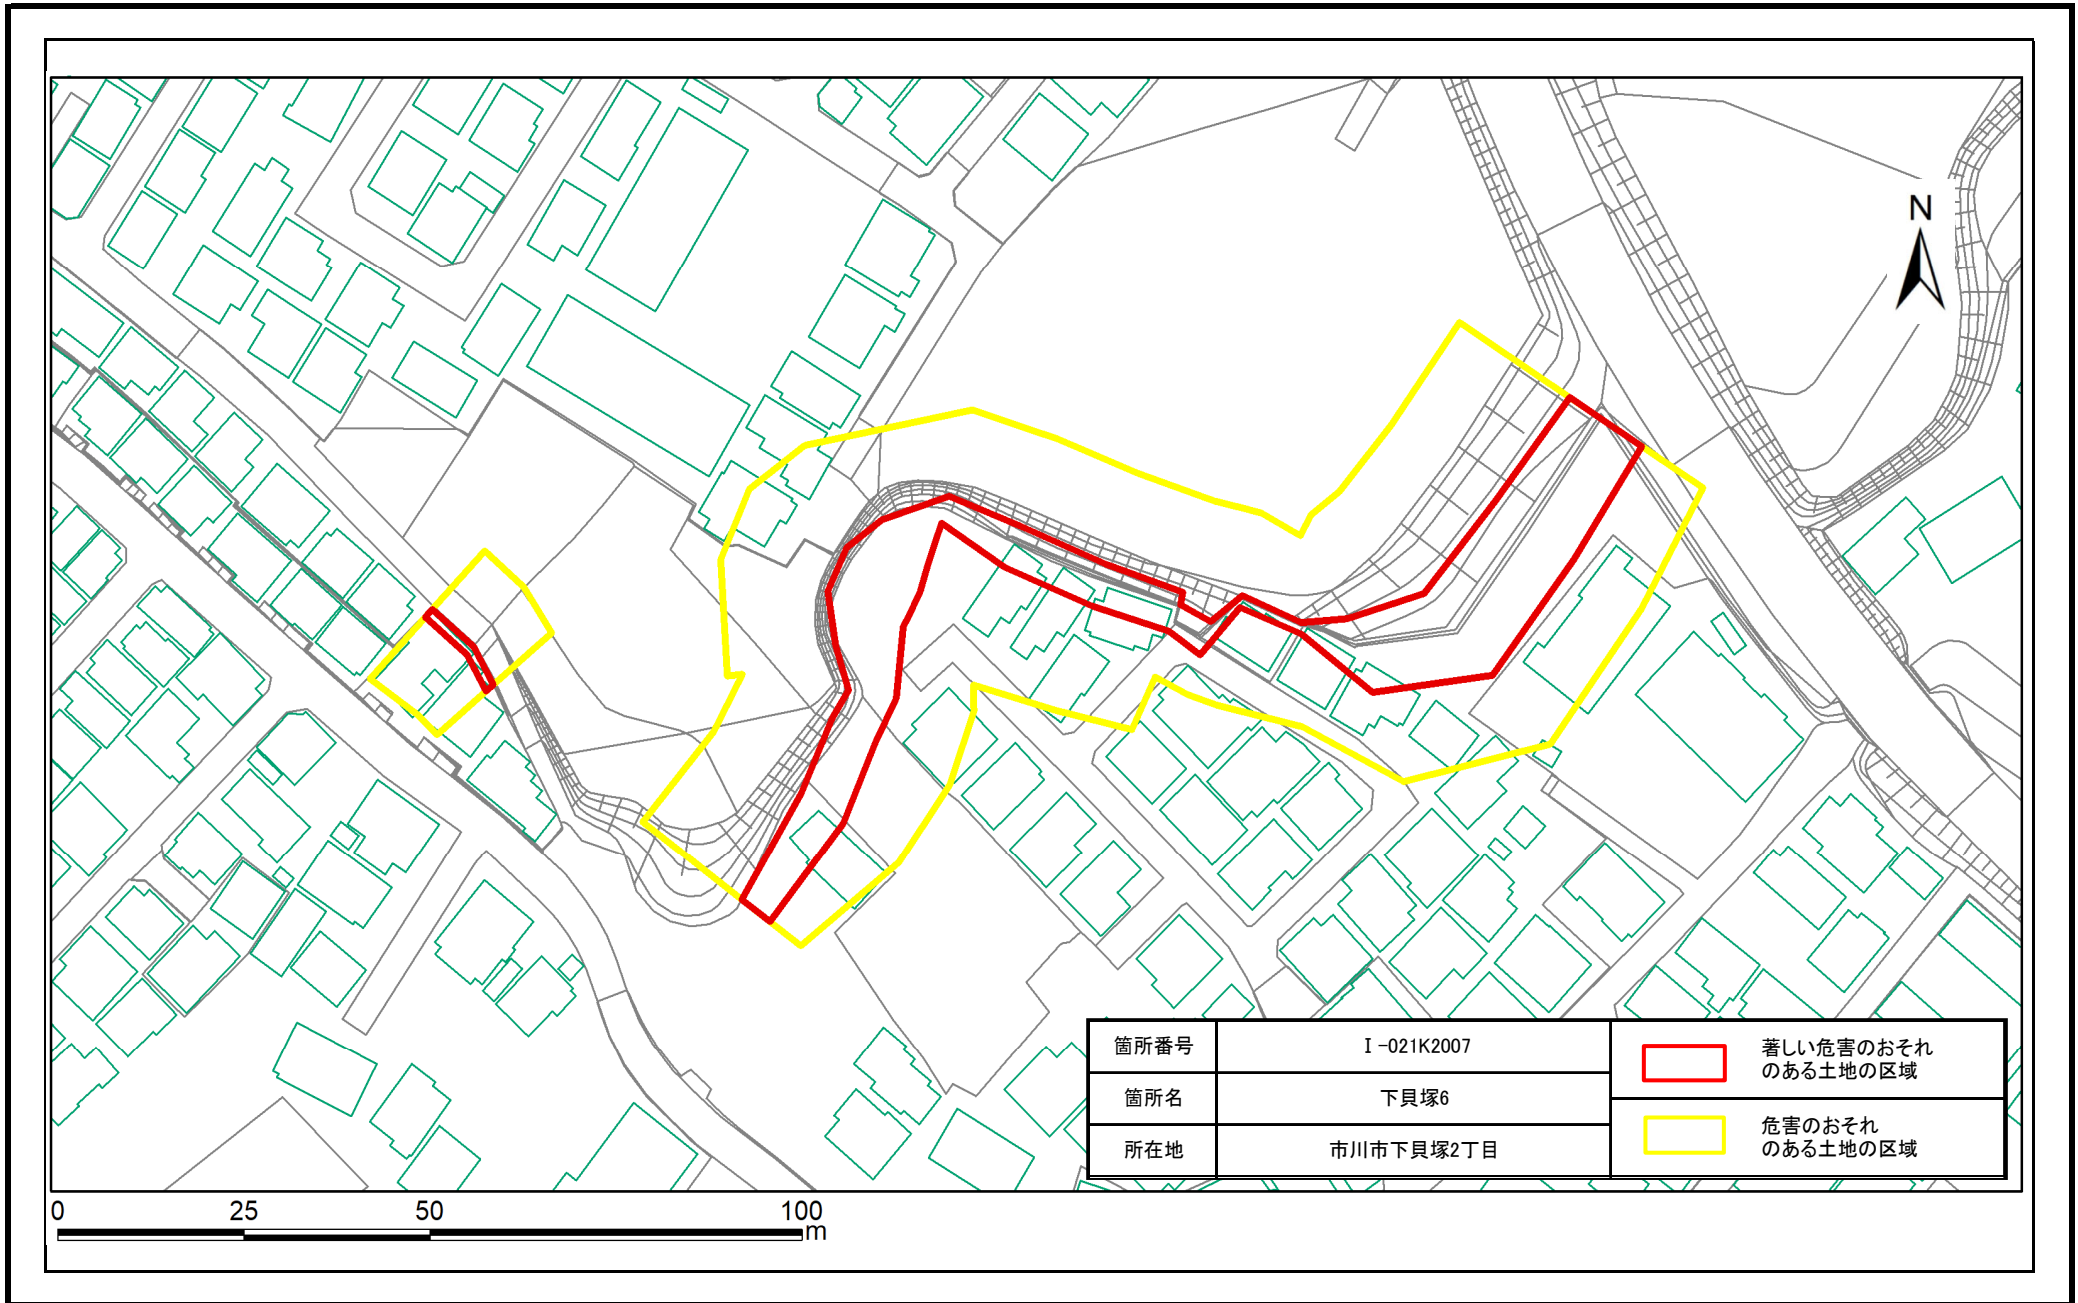 N
箇所番号
Ⅰ-021K2007
箇所名
下貝塚6
所在地
市川市下貝塚2丁目
著しい危害のおそれ
のある土地の区域
危害のおそれ
のある土地の区域
0 25 50 100
m